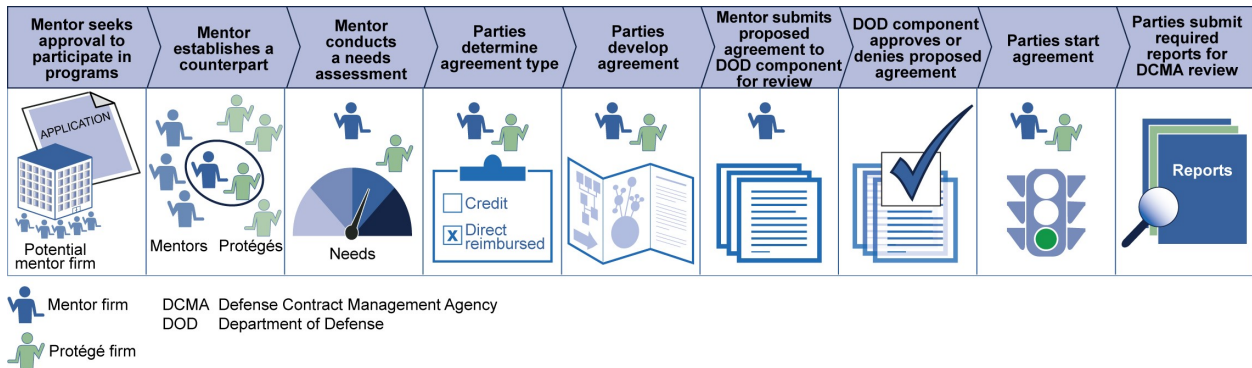 Mentor seeks
approval to
participate in
programs
Mentor
establishes a
counterpart
Mentor
conducts
a needs
assessment
Parties
determine
agreement type
Parties
develop
agreement
Mentor submits
proposed
agreement to
DOD component
for review
DOD component
approves or
denies proposed
agreement
Parties start
agreement
Parties submit
required
reports for
DCMA review
APPLICATION
Potential
mentor firm
Mentors Protégés
Needs
Credit
X Direct
reimbursed
Reports
Mentor firm
Protégé firm
DCMA Defense Contract Management Agency
DOD Department of Defense